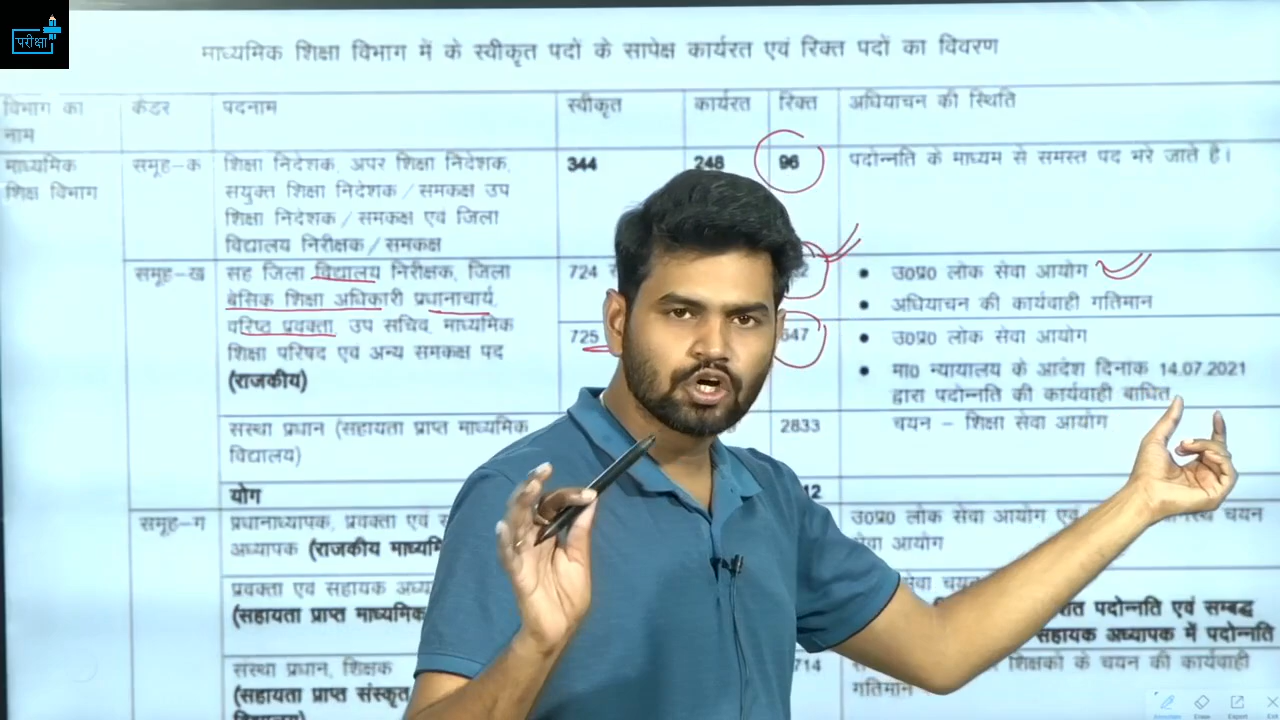 परीक्षा
माध्यमिक शिक्षा विभाग में के स्वीकृत पदों के सापेक्ष कार्यरत एवं रिक्त पदों का विवरण
विभाग का नाम
कैडर
पदनाम
स्वीकृत
कार्यरत
रिक्त
अधियाचन की स्थिति
माध्यमिक
शिक्ष विभाग
समूह-क
शिक्षा निदेशक, अपर शिक्षा निदेशक,
सयुक्त शिक्षा निदेशक / समकक्ष उप
शिक्षा निदेशक / समकक्ष एवं जिला
विद्यालय निरीक्षक / समकक्ष
344
248
96
पदोन्नति के माध्यम से समस्त पद भरे जाते है।
समूह-ख
सह जिला विद्यालय निरीक्षक, जिला
बेसिक शिक्षा अधिकारी प्रधानाचार्य,
वरिष्ठ प्रवक्ता, उप सचिव, माध्यमिक
शिक्षा परिषद एवं अन्य समकक्ष पद
(राजकीय)
724
• उ0प्र0 लोक सेवा आयोग
• अधियाचन की कार्यवाही गतिमान
725
547
• उ0प्र0 लोक सेवा आयोग
• मा0 न्यायालय के आदेश दिनाक 14.07.2021
द्वारा पदोन्नति की कार्यवाही बाधित
सस्था प्रधान (सहायता प्राप्त माध्यमिक
विद्यालय)
2833
चयन – शिक्षा सेवा आयोग
योग
12
समूह-ग
प्रधानाध्यापक, प्रवक्ता एवं
अध्यापक (राजकीय
उ0प्र0 लोक सेवा आयोग
चयन
सेवा आयोग
प्रवक्ता एव सहायक
(सहायता प्राप्त
सेवा
पदोन्नति एवं सम्बद्ध
सहायक अध्यापक में पदोन्नति
संस्था प्रधान, शिक्षक
(सहायता प्राप्त संस्कृत
714
शिक्षको के चयन की कार्यवाही
गतिमान
Erase
Export